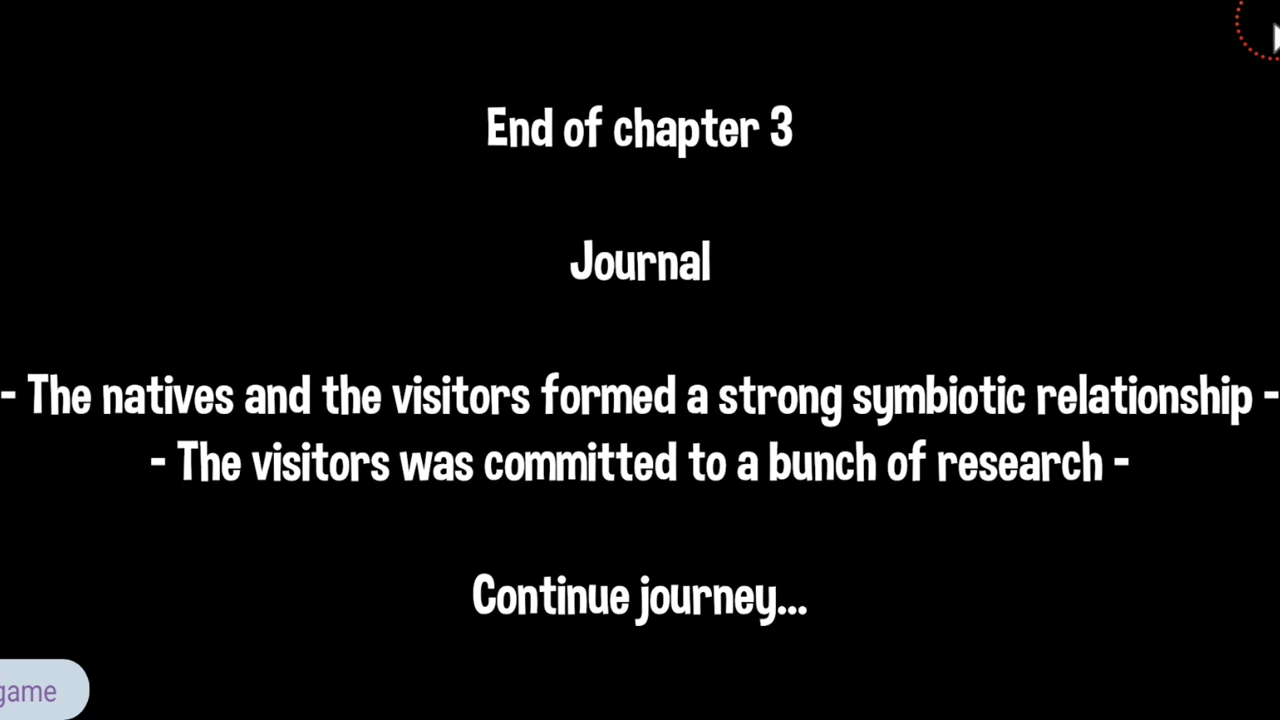 End of chapter 3
Journal
- The natives and the visitors formed a strong symbiotic relationship -
- The visitors was committed to a bunch of research -
Continue journey...
game